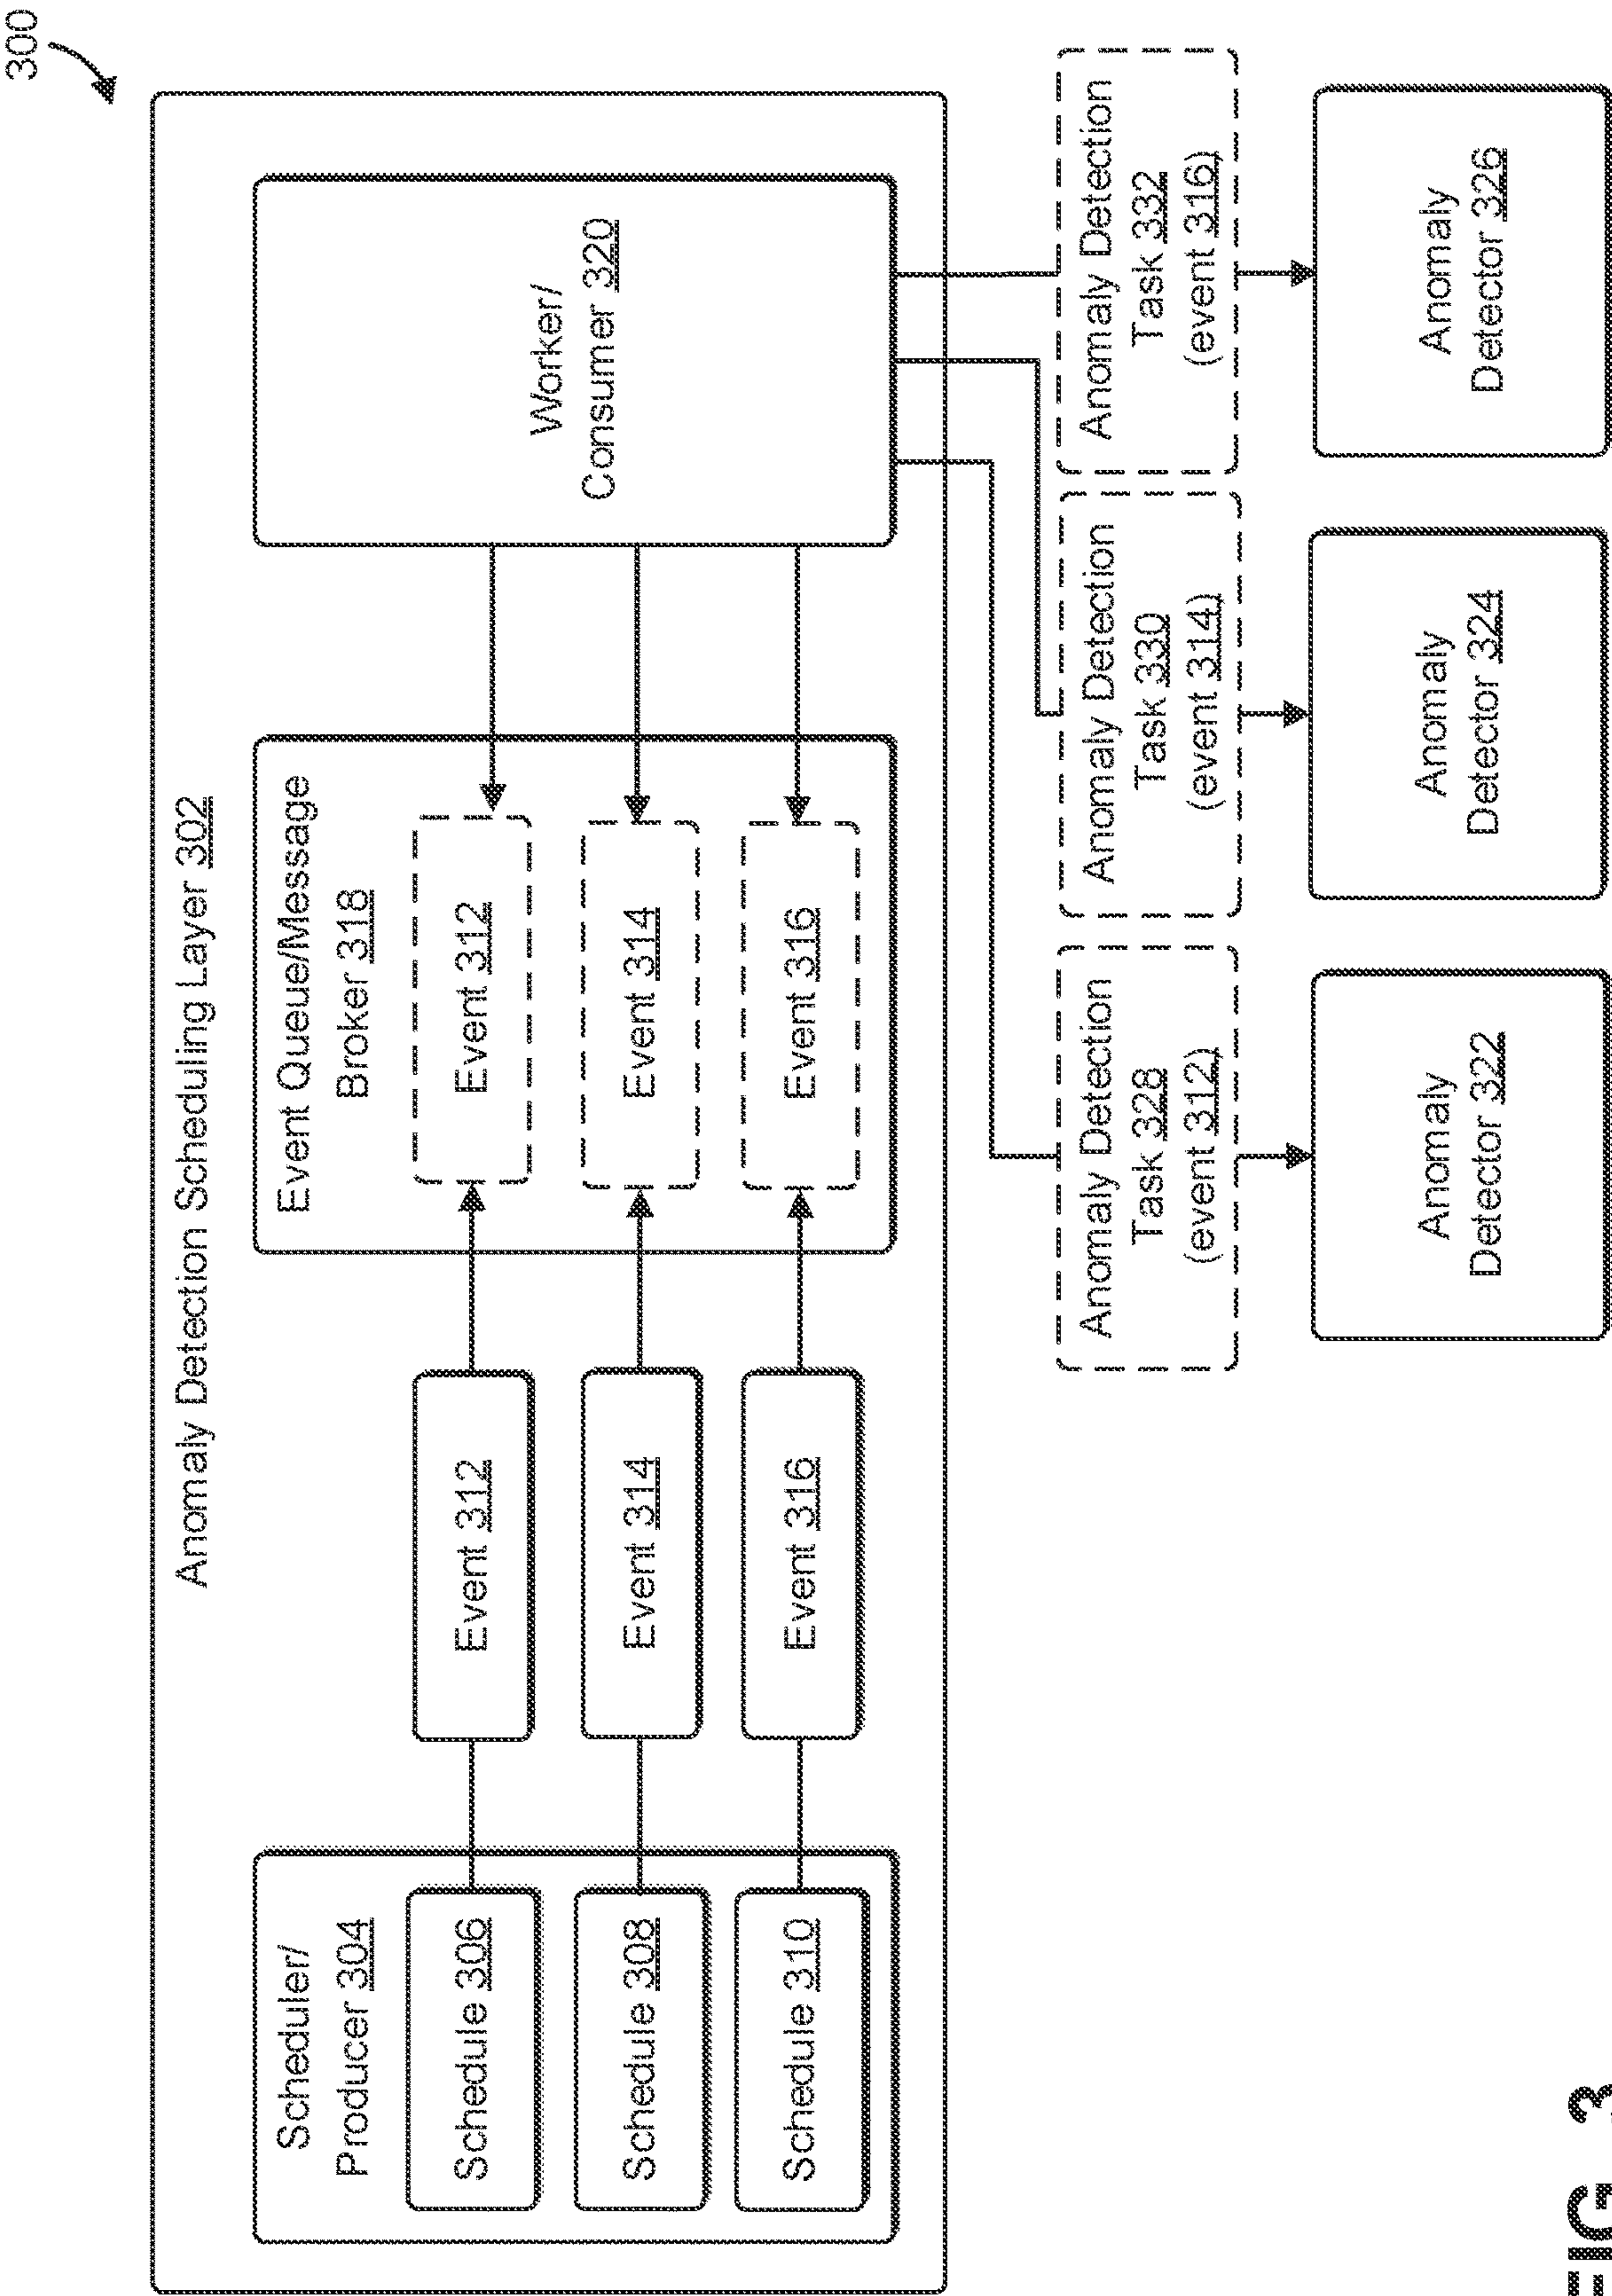 300
Anomaly Detection Scheduling Layer 302
Scheduler/
Producer 304
Schedule 306
Schedule 308
Schedule 310
Event 312
Event 314
Event 316
Event Queue/Message
Broker 318
Event 312
Event 314
Event 316
Worker/
Consumer 320
Anomaly Detection
Task 328
(event 312)
Anomaly Detection
Task 330
(event 314)
Anomaly Detection
Task 332
(event 316)
Anomaly
Detector 322
Anomaly
Detector 324
Anomaly
Detector 326
FIG. 3